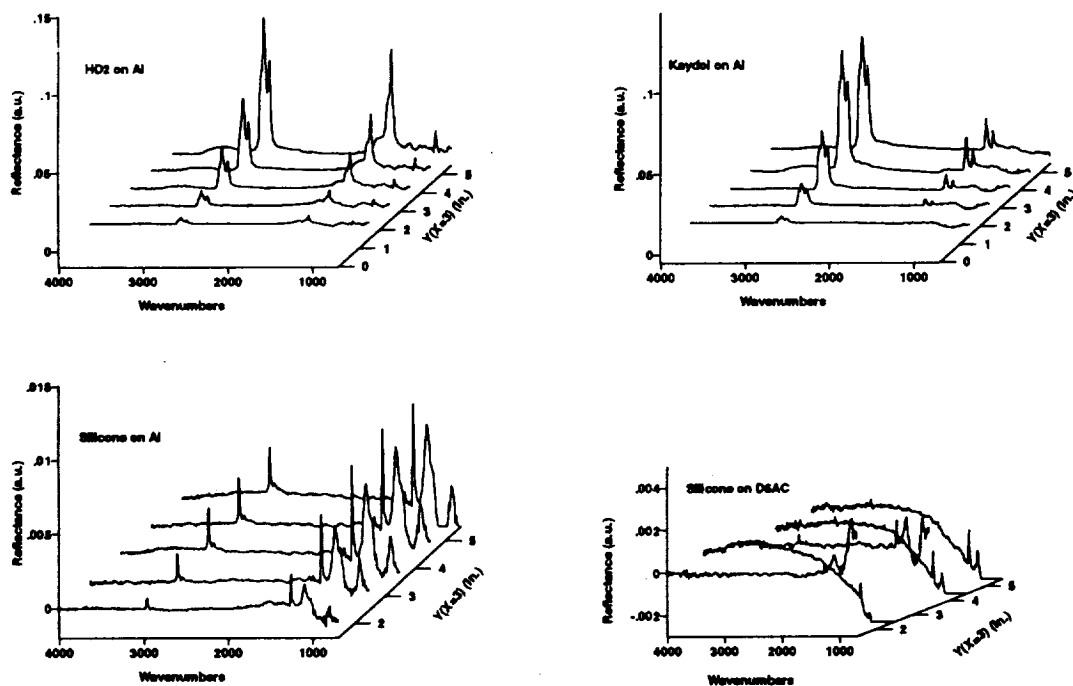 .15
HD2 on Al
.1
Reflectance (a.u.)
.05
0
5
4
3
2
1
0
Y(X=3) (in.)
4000 3000 2000 1000
Wavenumbers
Kaydol on Al
.1
Reflectance (a.u.)
.05
0
5
4
3
2
1
0
Y(X=3) (in.)
4000 3000 2000 1000
Wavenumbers
.015
Silicone on Al
.01
Reflectance (a.u.)
.005
0
5
4
3
2
Y(X=3) (in.)
4000 3000 2000 1000
Wavenumbers
.004
Silicone on D6AC
.002
Reflectance (a.u.)
0
-.002
5
4
3
2
Y(X=3) (in.)
4000 3000 2000 1000
Wavenumbers